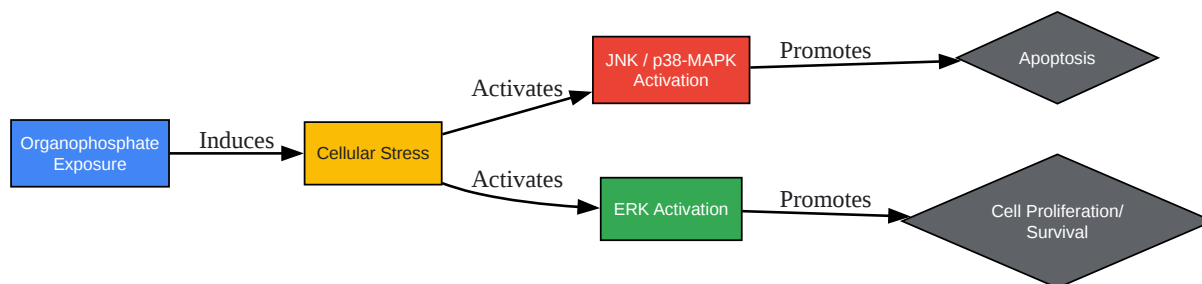 Organophosphate
Exposure
Induces
Cellular Stress
Activates
JNK / p38-MAPK
Activation
Promotes
Apoptosis
Activates
ERK Activation
Promotes
Cell Proliferation/
Survival